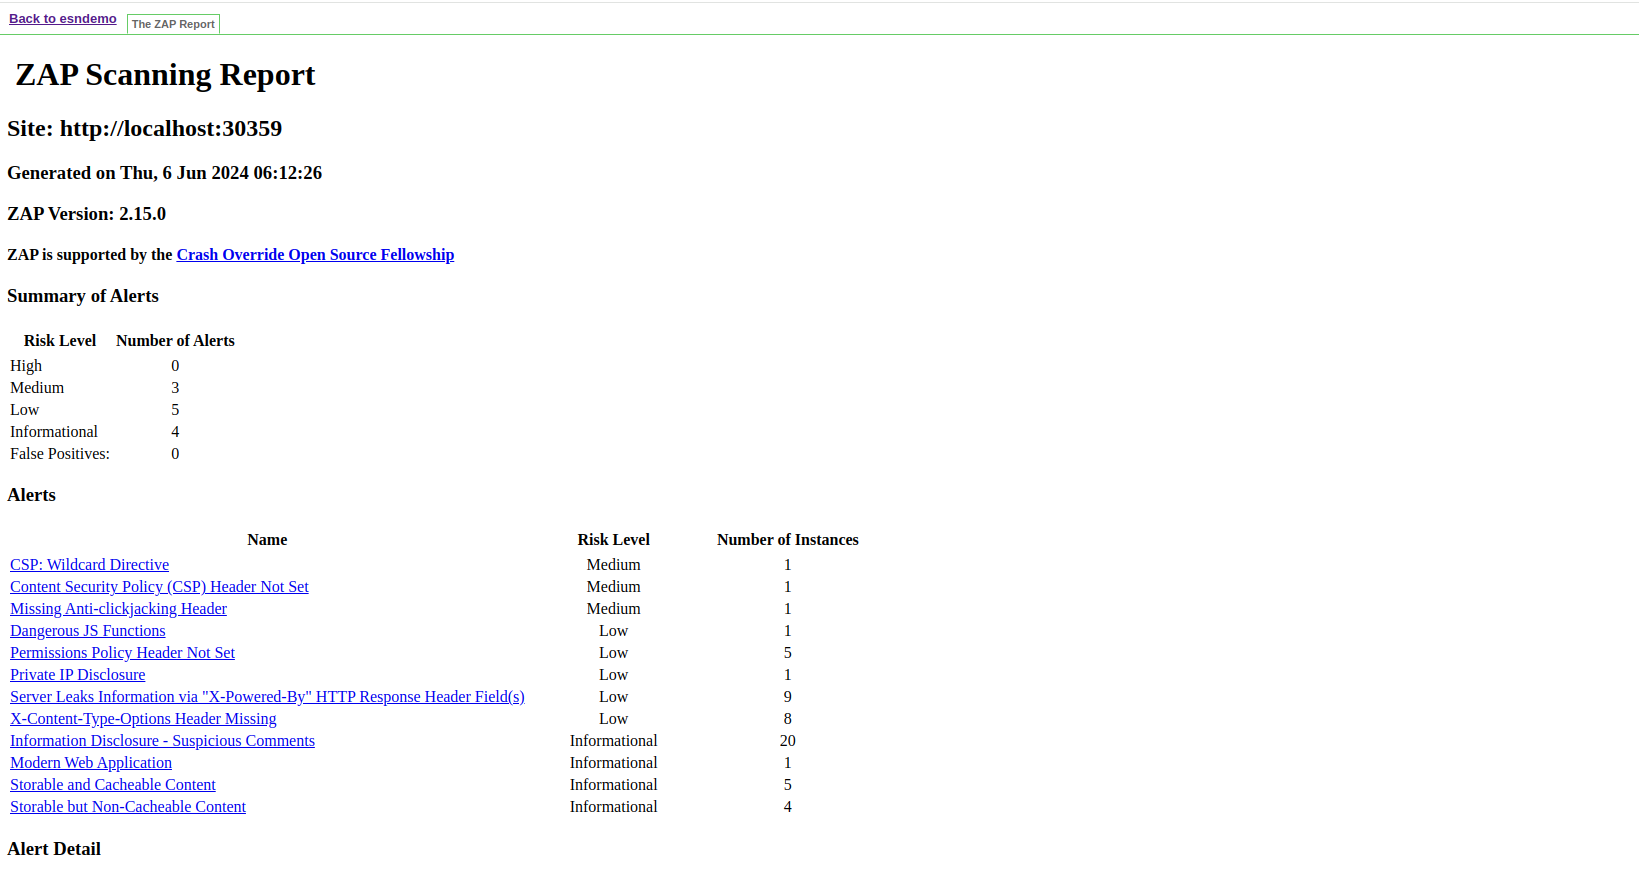 Back to esndemo The ZAP Report
ZAP Scanning Report
Site: http://localhost:30359
Generated on Thu, 6 Jun 2024 06:12:26
ZAP Version: 2.15.0
ZAP is supported by the Crash Override Open Source Fellowship
Summary of Alerts
Risk Level Number of Alerts
High 0
Medium 3
Low 5
Informational 4
False Positives: 0
Alerts
Name Risk Level Number of Instances
CSP: Wildcard Directive Medium 1
Content Security Policy (CSP) Header Not Set Medium 1
Missing Anti-clickjacking Header Medium 1
Dangerous JS Functions Low 1
Permissions Policy Header Not Set Low 5
Private IP Disclosure Low 1
Server Leaks Information via "X-Powered-By" HTTP Response Header Field(s) Low 9
X-Content-Type-Options Header Missing Low 8
Information Disclosure - Suspicious Comments Informational 20
Modern Web Application Informational 1
Storable and Cacheable Content Informational 5
Storable but Non-Cacheable Content Informational 4
Alert Detail